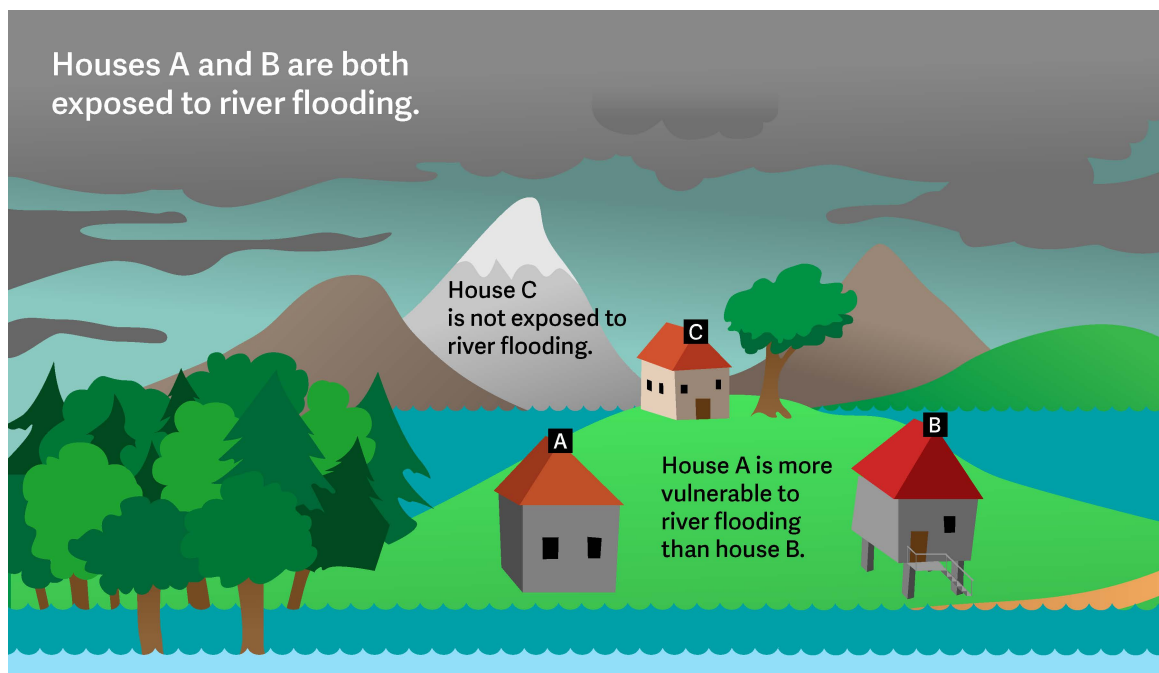 Houses A and B are both
exposed to river flooding.
House C
is not exposed to
river flooding.
C
B
A
House A is more
vulnerable to
river flooding
than house B.